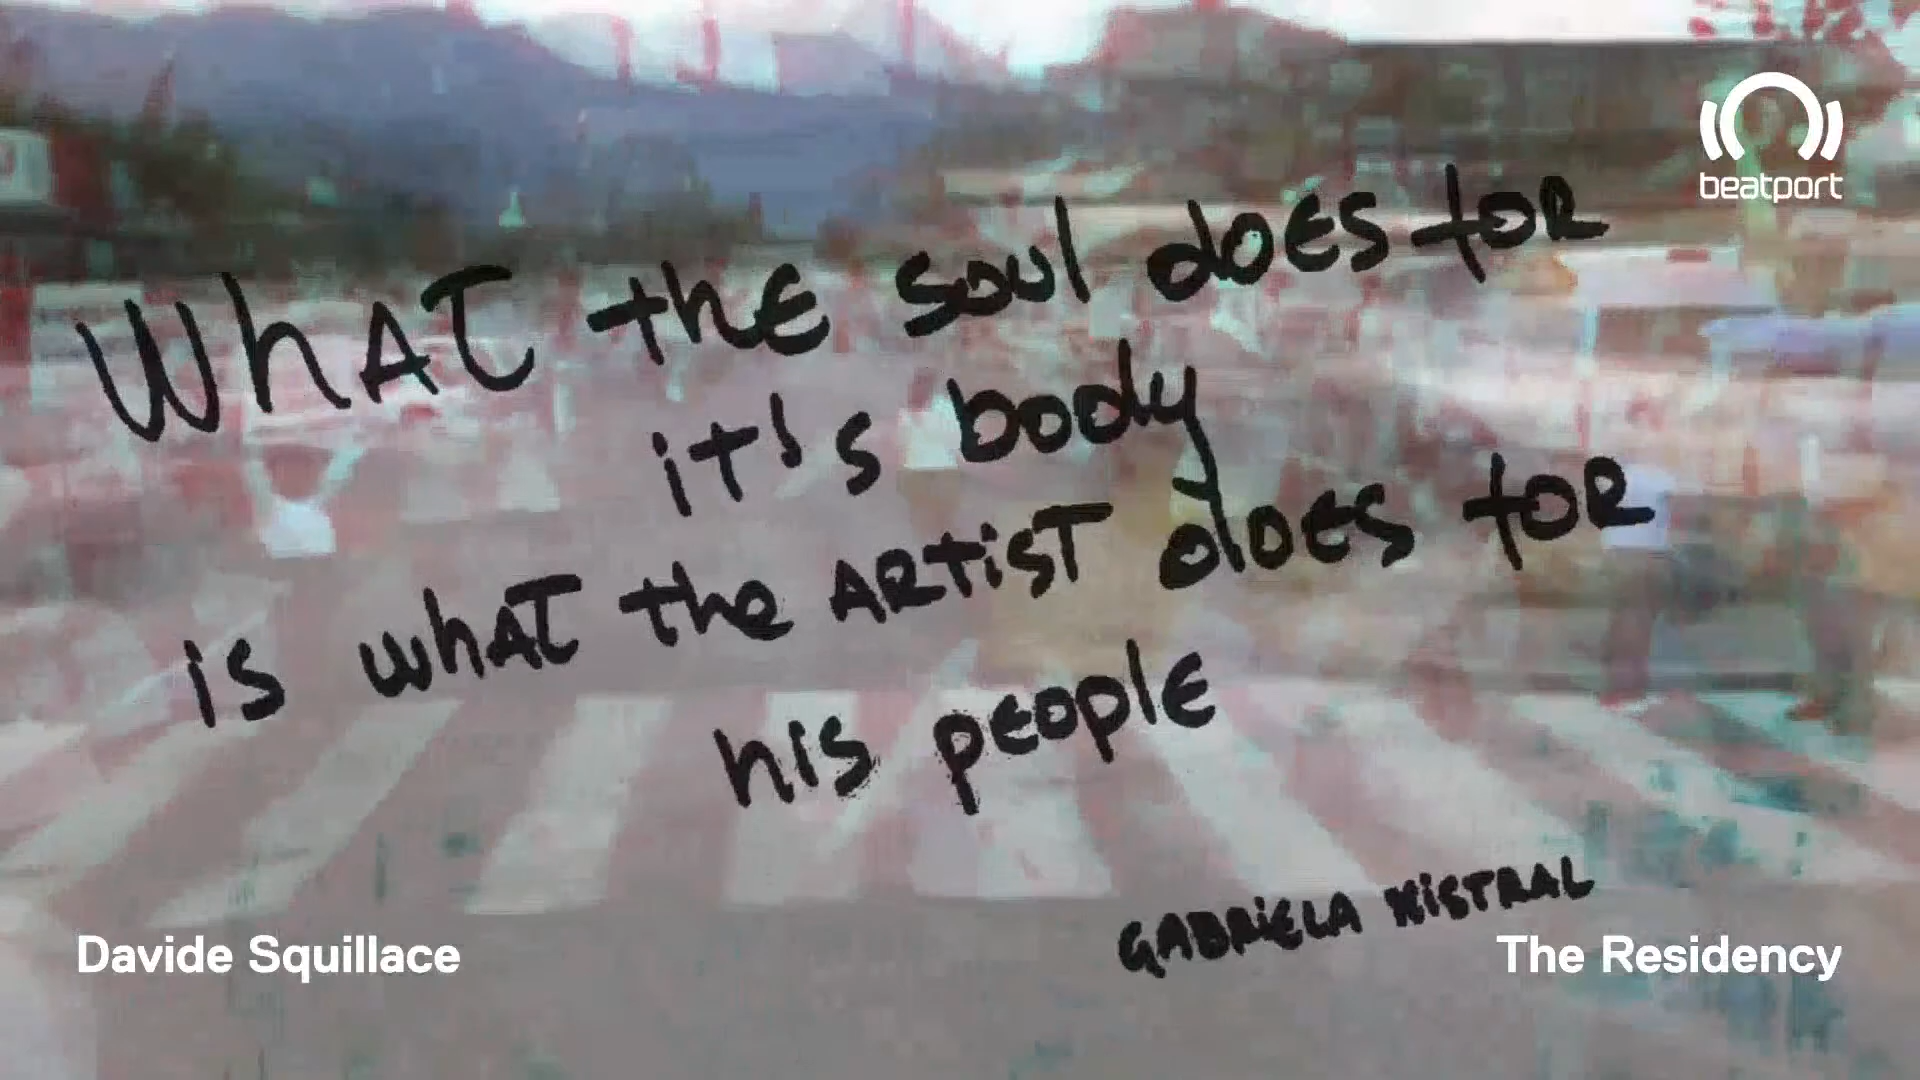 beatport
WhAT thE soul doEs foR
it's body
is whAT the ARtisT doEs foR
his pEoplE
GABRIELA MISTRAL
Davide Squillace
The Residency